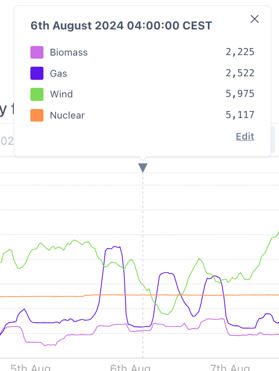 6th August 2024 04:00:00 CEST
Biomass 2,225
Gas 2,522
Wind 5,975
Nuclear 5,117
Edit
5th Aug 6th Aug 7th Aug